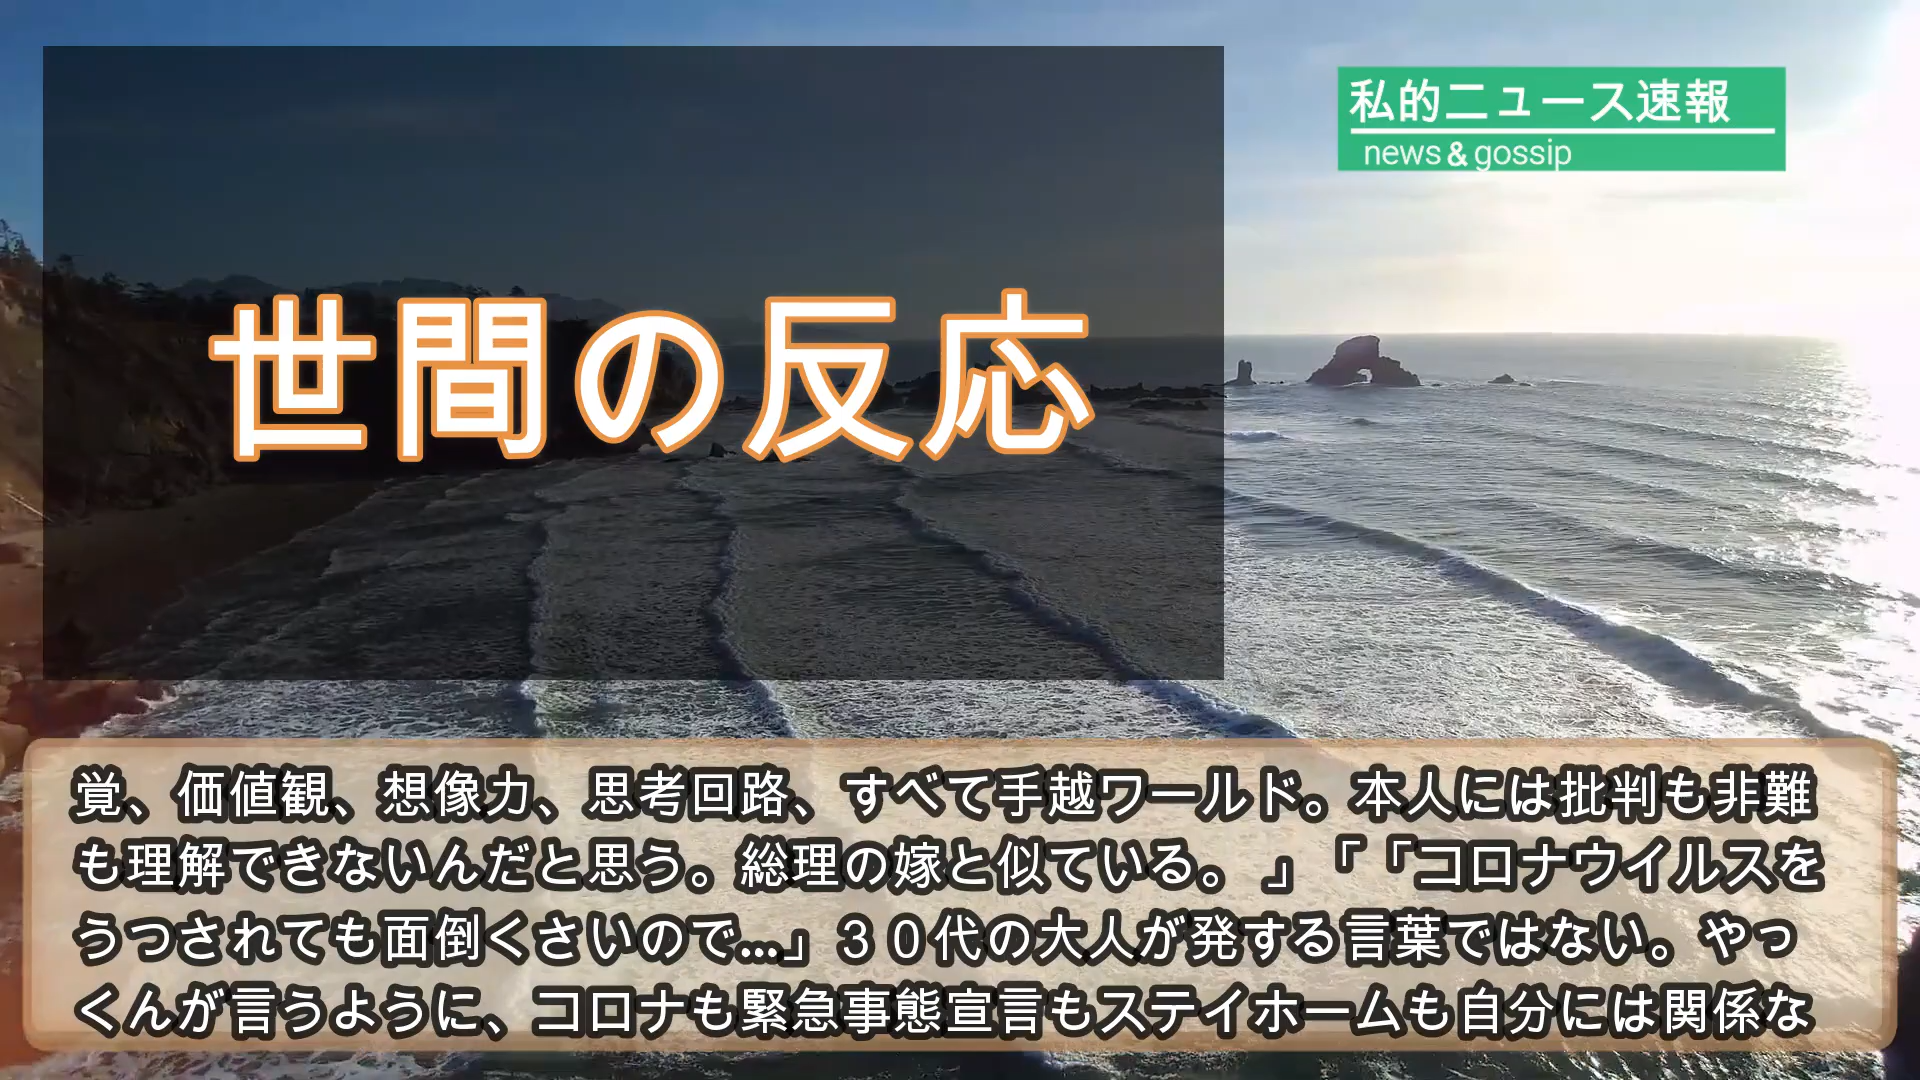 私的ニュース速報
news&gossip
世間の反応
覚、価値観、想像力、思考回路、すべて手越ワールド。本人には批判も非難
も理解できないんだと思う。総理の嫁と似ている。」「「コロナウイルスを
うつされても面倒くさいので...」３０代の大人が発する言葉ではない。やっ
くんが言うように、コロナも緊急事態宣言もステイホームも自分には関係な